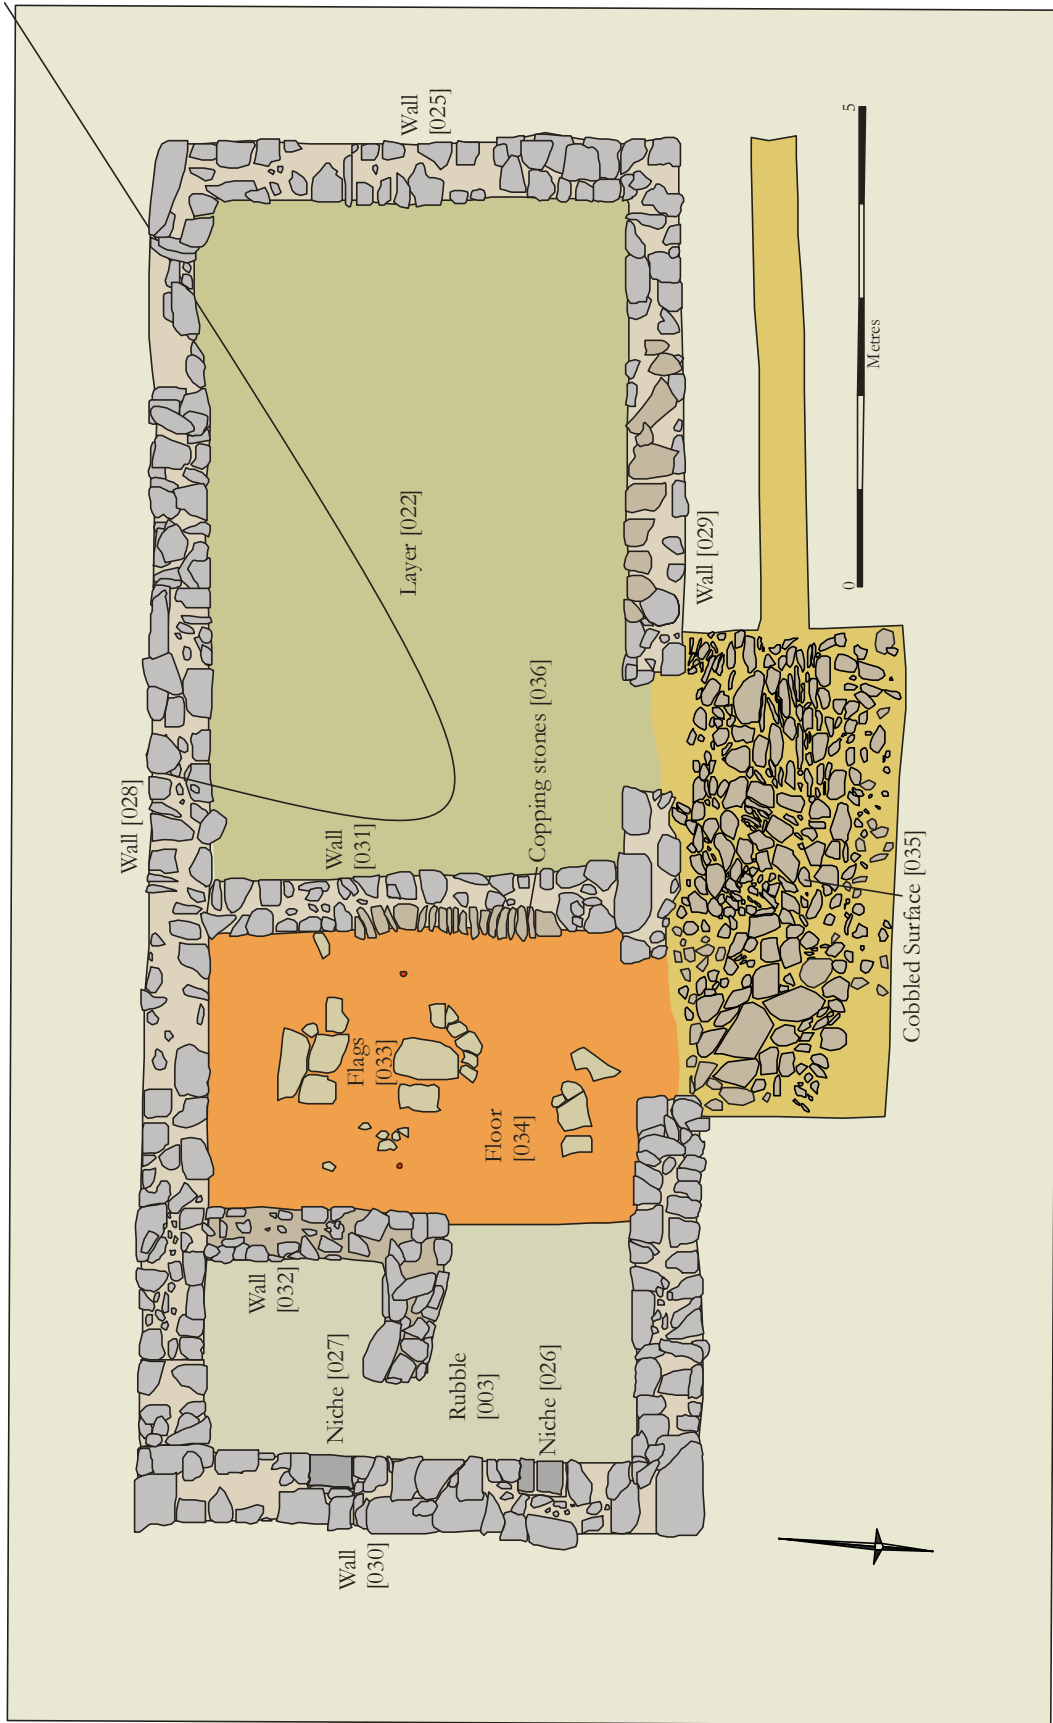 Wall
[025]
5
Metres
0
Layer [022]
Wall [029]
Copping stones [036]
Wall [028]
Wall
[031]
Cobbled Surface [035]
Flags
[033]
Floor
[034]
Wall
[032]
Niche [027]
Rubble
[003]
Niche [026]
Wall
[030]